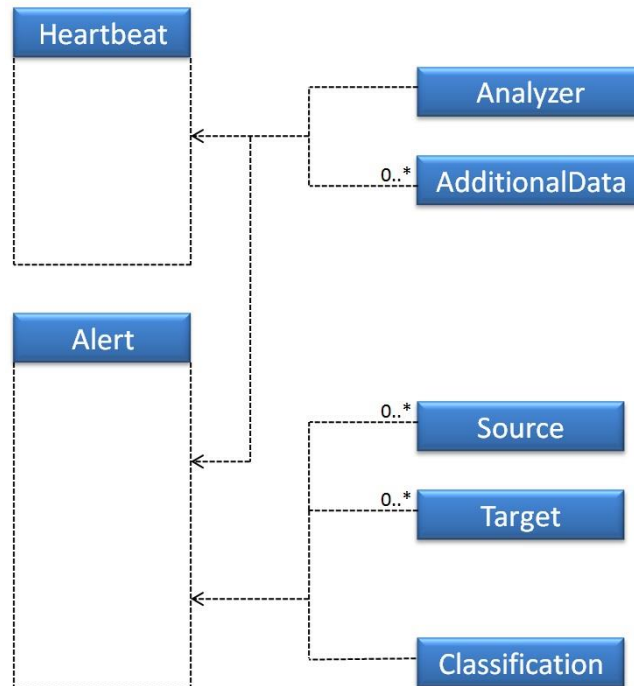 Heartbeat
Analyzer
0..*
AdditionalData
Alert
0..*
Source
0..*
Target
Classification